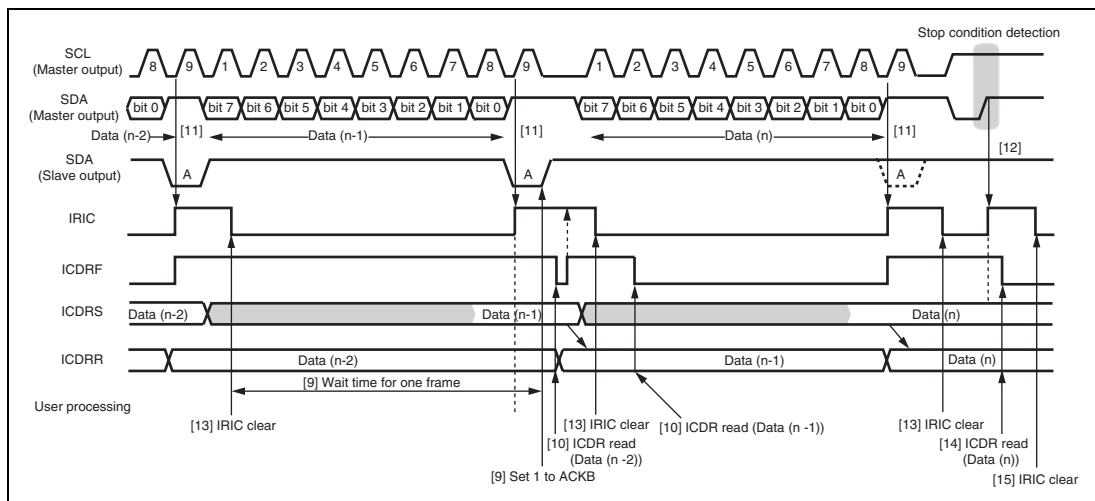 Stop condition detection
SCL
(Master output)
8 9 1 2 3 4 5 6 7 8 9 1 2 3 4 5 6 7 8 9
SDA
(Master output)
bit 0 bit 7 bit 6 bit 5 bit 4 bit 3 bit 2 bit 1 bit 0 bit 7 bit 6 bit 5 bit 4 bit 3 bit 2 bit 1 bit 0
Data (n-2) [11] Data (n-1) [11] Data (n) [11]
[12]
SDA
(Slave output)
A A A
IRIC
ICDRF
ICDRS
Data (n-2) Data (n-1) Data (n)
ICDRR
Data (n-2) Data (n-1) Data (n)
[9] Wait time for one frame
User processing
[13] IRIC clear [13] IRIC clear [10] ICDR read (Data (n -1)) [13] IRIC clear
[10] ICDR read
(Data (n -2))
[14] ICDR read
(Data (n))
[9] Set 1 to ACKB
[15] IRIC clear